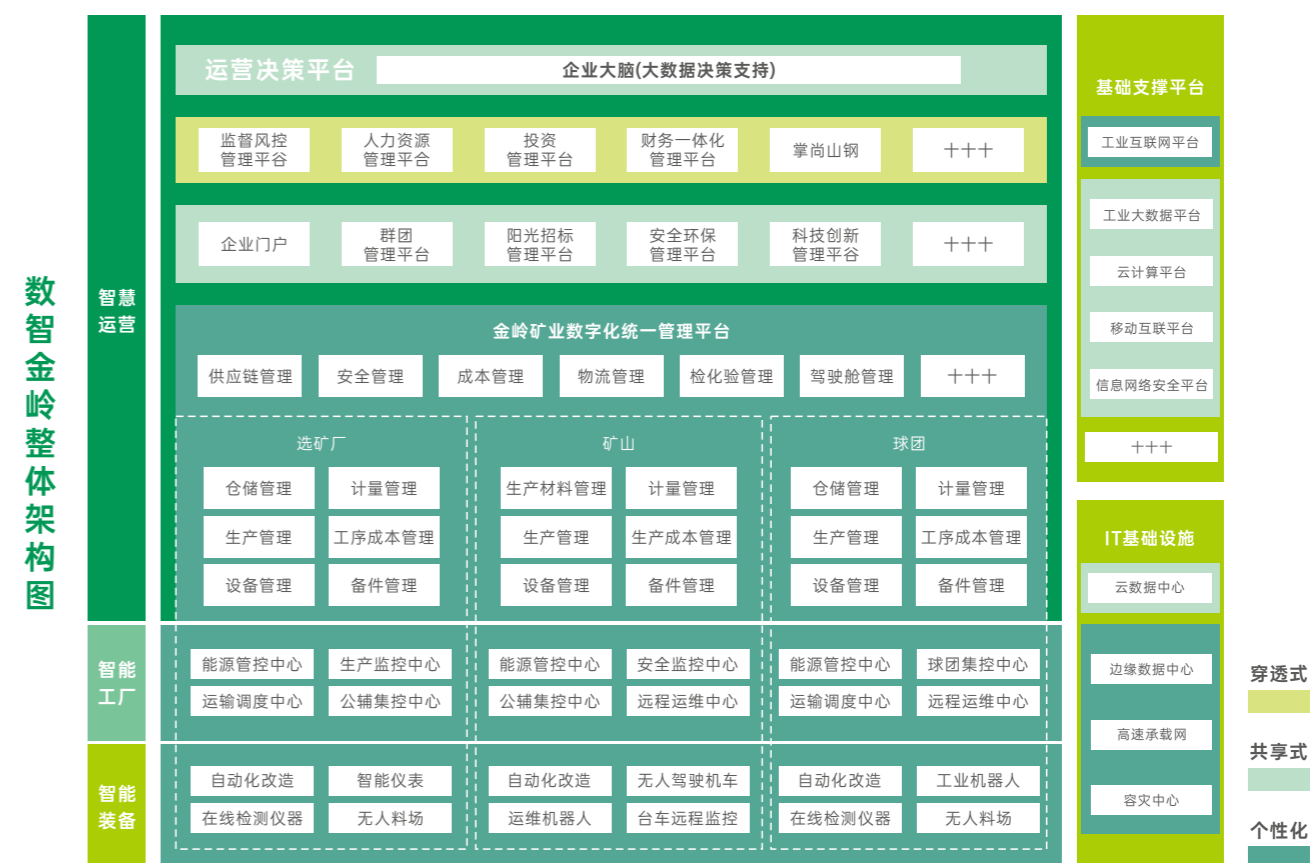 数智金岭整体架构图
智慧
运营
运营决策平台
企业大脑(大数据决策支持)
监督风控
管理平谷
人力资源
管理平合
投资
管理平台
财务一体化
管理平台
掌尚山钢
+++
企业门户
群团
管理平台
阳光招标
管理平台
安全环保
管理平台
科技创新
管理平谷
+++
金岭矿业数字化统一管理平台
供应链管理
安全管理
成本管理
物流管理
检化验管理
驾驶舱管理
+++
选矿厂
仓储管理
计量管理
生产管理
工序成本管理
设备管理
备件管理
矿山
生产材料管理
计量管理
生产管理
生产成本管理
设备管理
备件管理
球团
仓储管理
计量管理
生产管理
工序成本管理
设备管理
备件管理
智能
工厂
能源管控中心
生产监控中心
运输调度中心
公辅集控中心
能源管控中心
安全监控中心
公辅集控中心
远程运维中心
能源管控中心
球团集控中心
运输调度中心
远程运维中心
智能
装备
自动化改造
智能仪表
在线检测仪器
无人料场
自动化改造
无人驾驶机车
运维机器人
台车远程监控
自动化改造
工业机器人
在线检测仪器
无人料场
基础支撑平台
工业互联网平台
工业大数据平台
云计算平台
移动互联平台
信息网络安全平台
+++
IT基础设施
云数据中心
边缘数据中心
高速承载网
容灾中心
穿透式
共享式
个性化